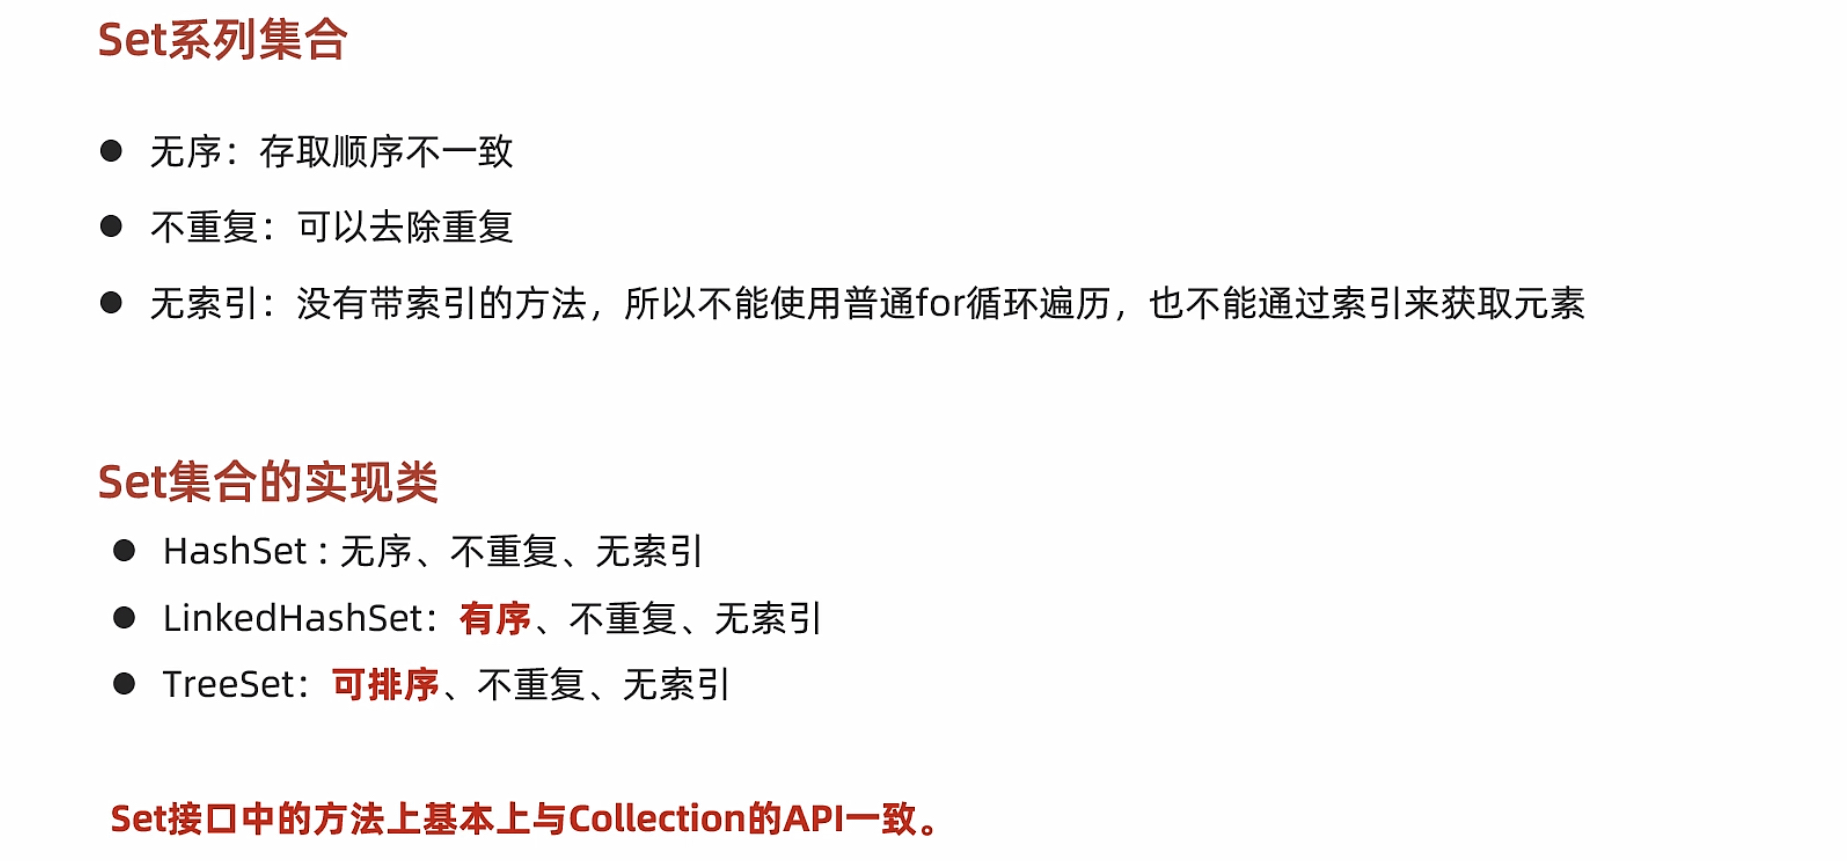 Set系列集合
● 无序：存取顺序不一致
● 不重复：可以去除重复
● 无索引：没有带索引的方法，所以不能使用普通for循环遍历，也不能通过索引来获取元素
Set集合的实现类
● HashSet : 无序、不重复、无索引
● LinkedHashSet：有序、不重复、无索引
● TreeSet：可排序、不重复、无索引
Set接口中的方法上基本上与Collection的API一致。